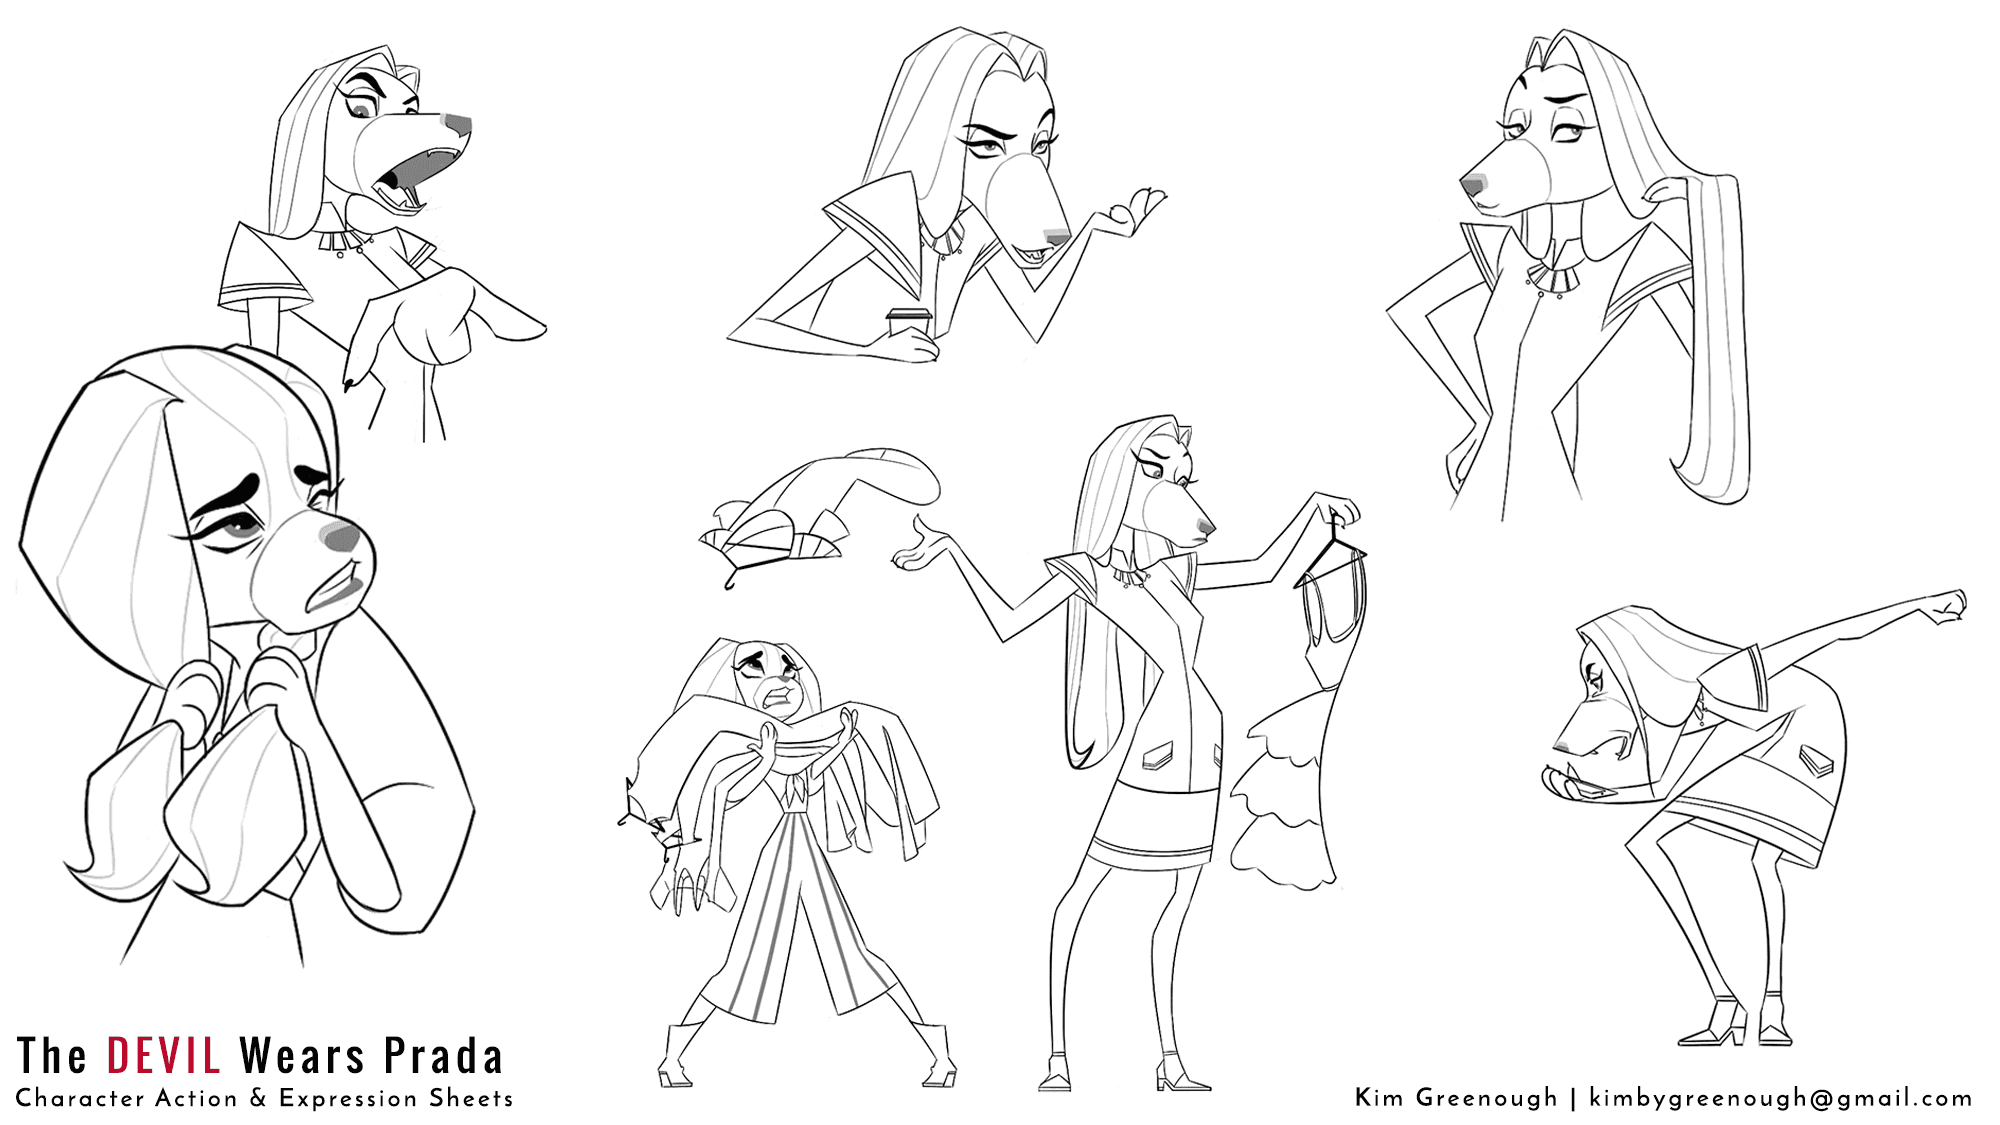 The DEVIL Wears Prada
Character Action & Expression Sheets
Kim Greenough | kimbygreenough@gmail.com